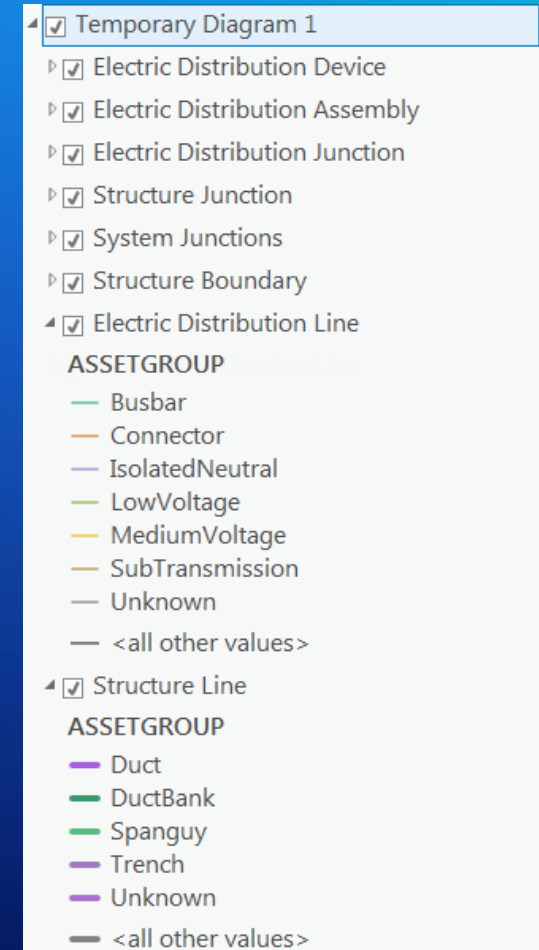 Temporary Diagram 1
Electric Distribution Device
Electric Distribution Assembly
Electric Distribution Junction
Structure Junction
System Junctions
Structure Boundary
Electric Distribution Line
ASSETGROUP
Busbar
Connector
IsolatedNeutral
LowVoltage
MediumVoltage
SubTransmission
Unknown
<all other values>
Structure Line
ASSETGROUP
Duct
DuctBank
Spanguy
Trench
Unknown
<all other values>